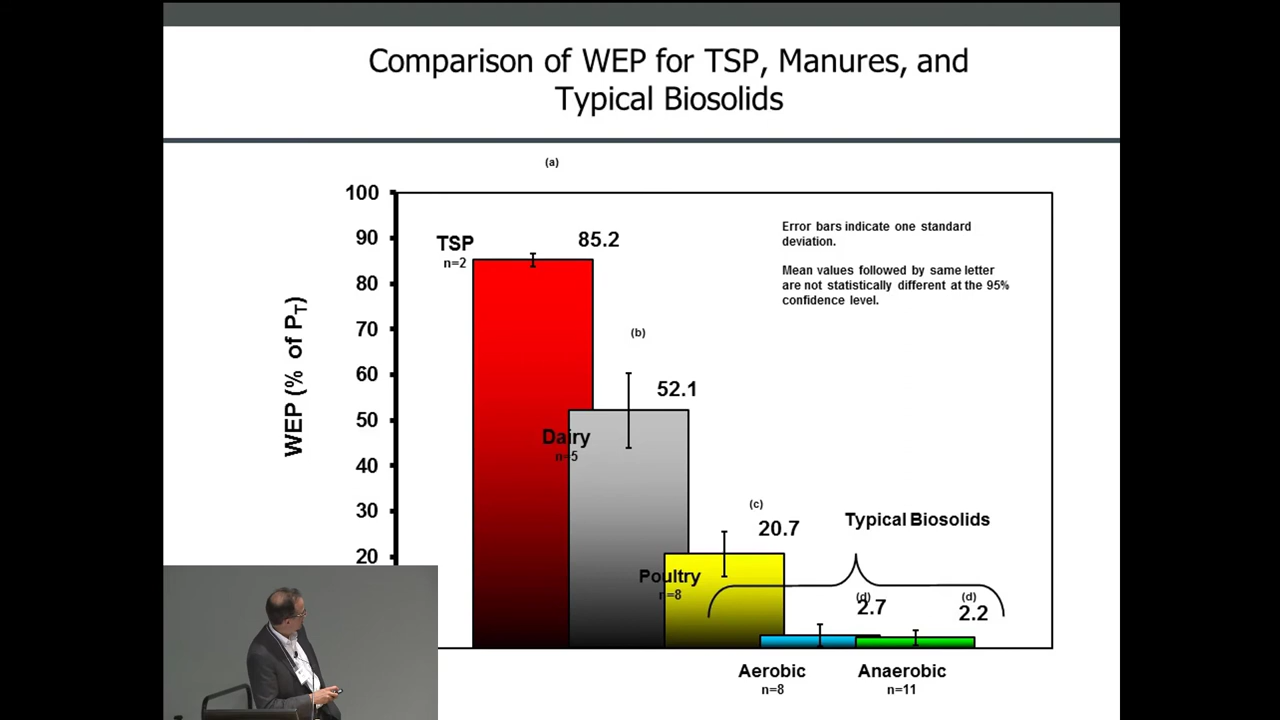 Comparison of WEP for TSP, Manures, and
Typical Biosolids
(a)
100
90
80
70
60
50
40
30
20
WEP (% of PT)
TSP
n=2
85.2
Error bars indicate one standard
deviation.
Mean values followed by same letter
are not statistically different at the 95%
confidence level.
(b)
52.1
Dairy
n=5
(c)
20.7
Poultry
n=8
Typical Biosolids
(d)
2.7
(d)
2.2
Aerobic
n=8
Anaerobic
n=11